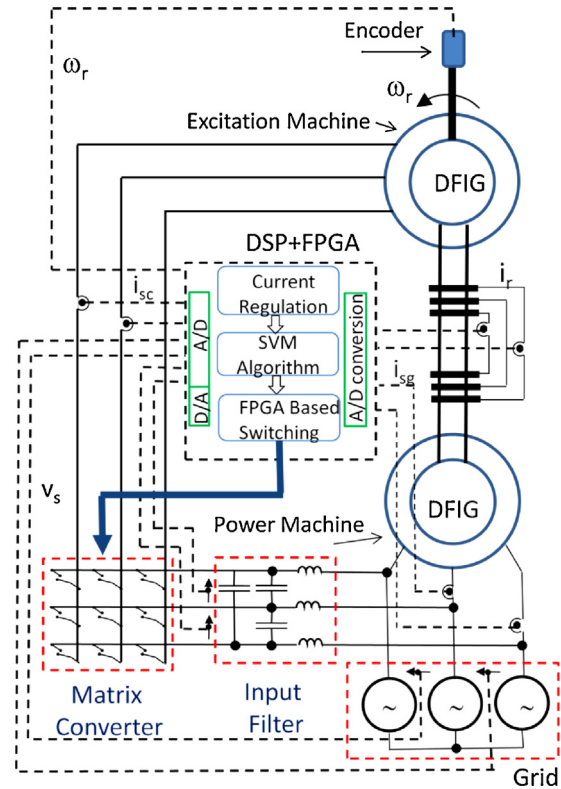 Encoder
ωr
ωr
Excitation Machine
DFIG
DSP+FPGA
isc
Current
Regulation
ir
A/D
SVM
Algorithm
A/D conversion
isg
D/A
FPGA Based
Switching
vs
DFIG
Power Machine
Matrix
Converter
Input
Filter
~
~
~
Grid